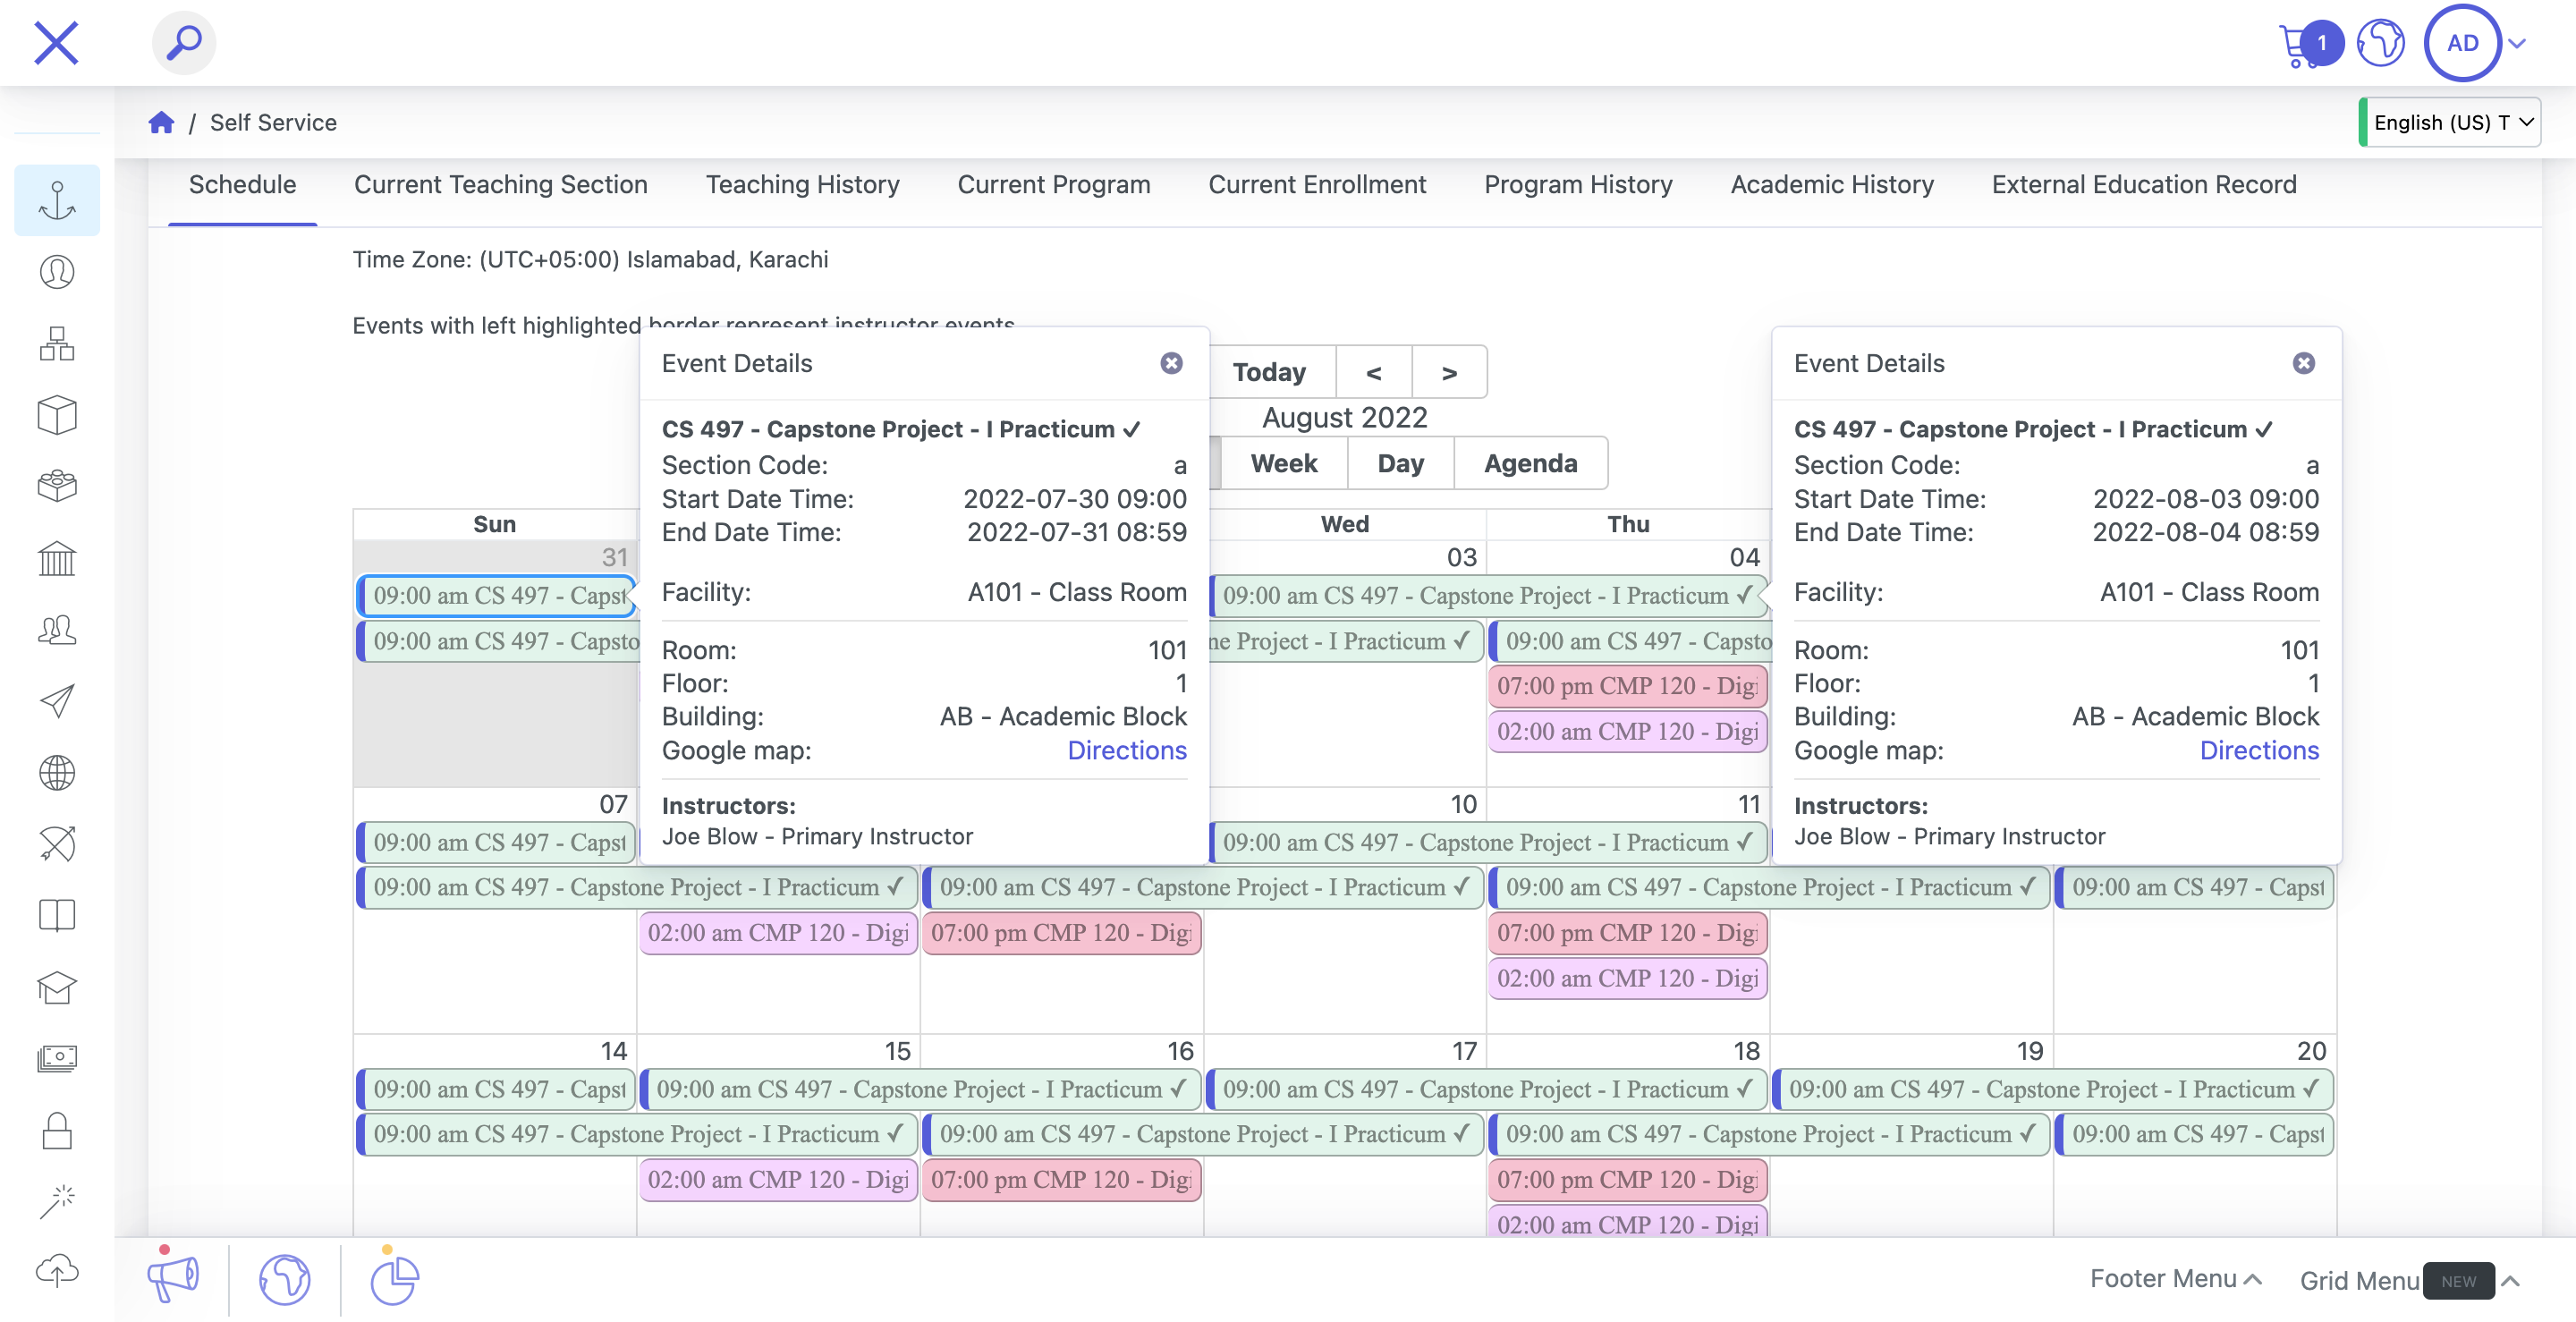 1
AD
/ Self Service
English (US) T
Schedule
Current Teaching Section
Teaching History
Current Program
Current Enrollment
Program History
Academic History
External Education Record
Time Zone: (UTC+05:00) Islamabad, Karachi
Events with left highlighted border represent instructor events
Today
<
>
August 2022
Week
Day
Agenda
Event Details
CS 497 - Capstone Project - I Practicum ✓
Section Code: a
Start Date Time: 2022-07-30 09:00
End Date Time: 2022-07-31 08:59
Facility: A101 - Class Room
Room: 101
Floor: 1
Building: AB - Academic Block
Google map: Directions
Instructors:
Joe Blow - Primary Instructor
Event Details
CS 497 - Capstone Project - I Practicum ✓
Section Code: a
Start Date Time: 2022-08-03 09:00
End Date Time: 2022-08-04 08:59
Facility: A101 - Class Room
Room: 101
Floor: 1
Building: AB - Academic Block
Google map: Directions
Instructors:
Joe Blow - Primary Instructor
Sun Wed Thu
31 03 04
09:00 am CS 497 - Capst
09:00 am CS 497 - Capstone Project - I Practicum ✓
09:00 am CS 497 - Capsto
Project - I Practicum ✓
09:00 am CS 497 - Capsto
07:00 pm CMP 120 - Digi
02:00 am CMP 120 - Digi
07 10 11
09:00 am CS 497 - Capst
09:00 am CS 497 - Capstone Project - I Practicum ✓
09:00 am CS 497 - Capstone Project - I Practicum ✓
09:00 am CS 497 - Capstone Project - I Practicum ✓
09:00 am CS 497 - Capstone Project - I Practicum ✓
09:00 am CS 497 - Capst
02:00 am CMP 120 - Digi
07:00 pm CMP 120 - Digi
07:00 pm CMP 120 - Digi
02:00 am CMP 120 - Digi
14 15 16 17 18 19 20
09:00 am CS 497 - Capst
09:00 am CS 497 - Capstone Project - I Practicum ✓
09:00 am CS 497 - Capstone Project - I Practicum ✓
09:00 am CS 497 - Capstone Project - I Practicum ✓
09:00 am CS 497 - Capstone Project - I Practicum ✓
09:00 am CS 497 - Capstone Project - I Practicum ✓
09:00 am CS 497 - Capstone Project - I Practicum ✓
09:00 am CS 497 - Capst
02:00 am CMP 120 - Digi
07:00 pm CMP 120 - Digi
07:00 pm CMP 120 - Digi
02:00 am CMP 120 - Digi
Footer Menu
Grid Menu NEW